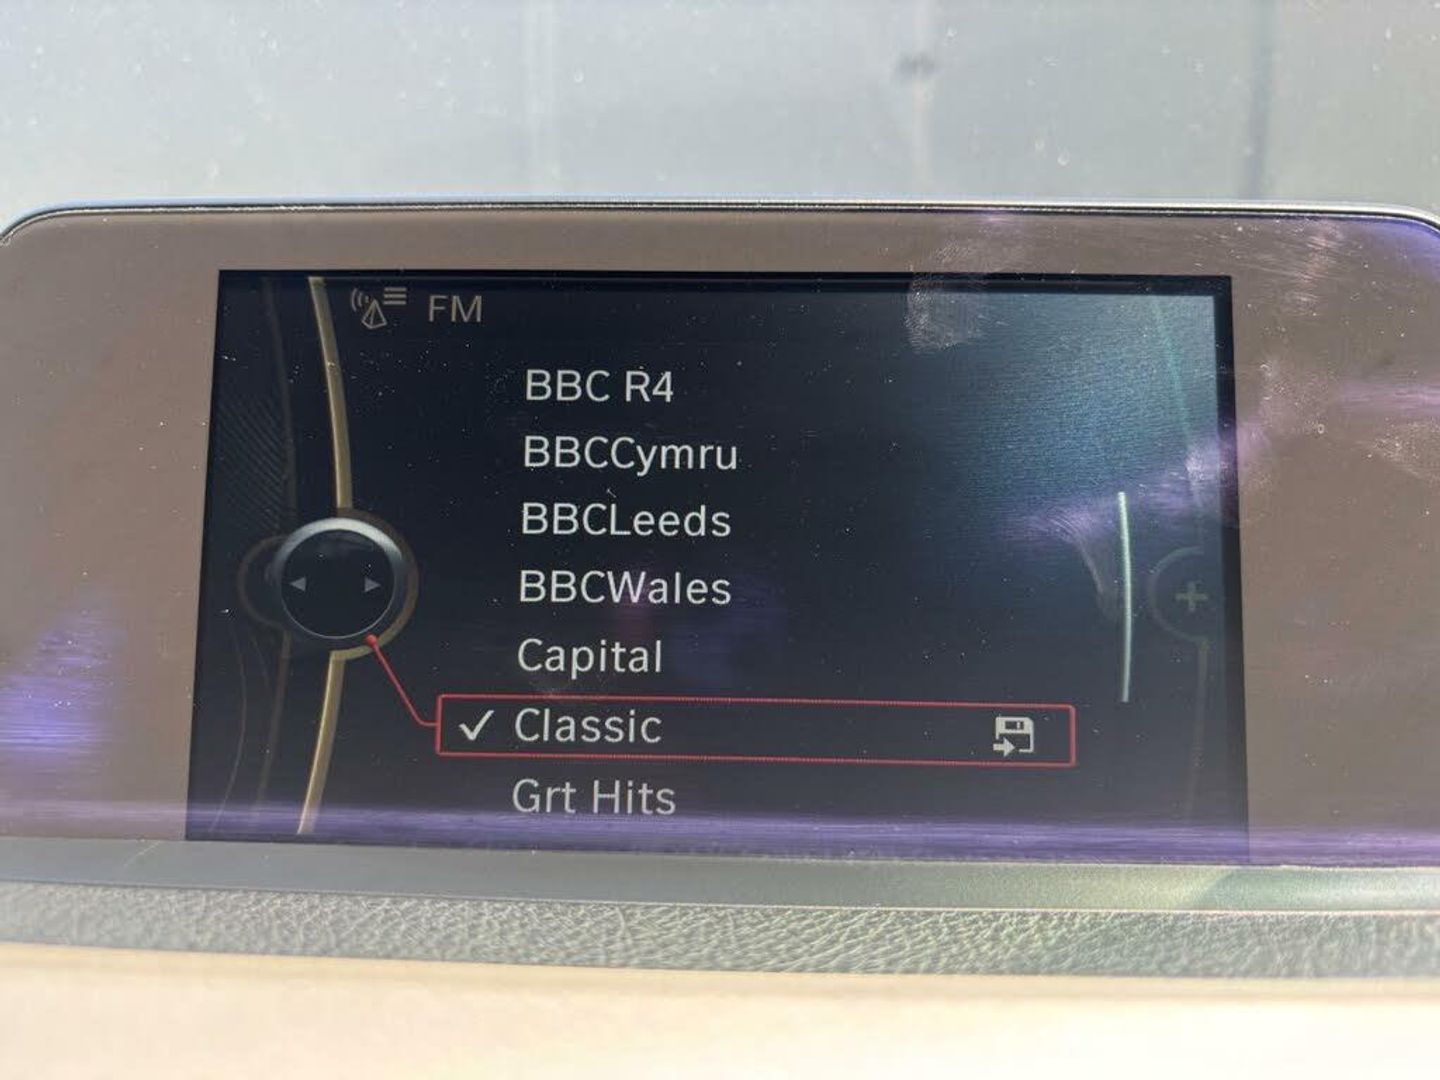 FM
BBC R4
BBCCymru
BBCLeeds
BBCWales
Capital
Classic
Grt Hits